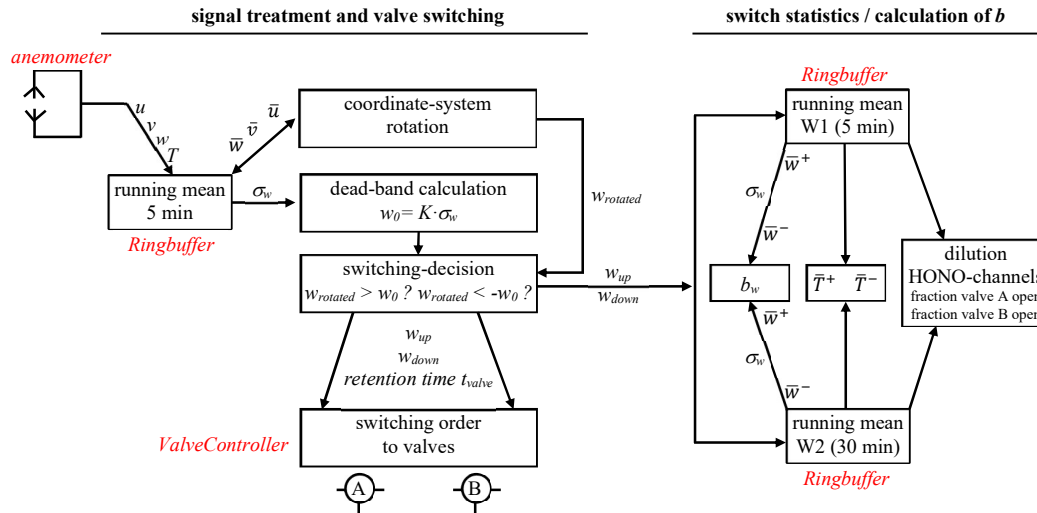 signal treatment and valve switching
switch statistics / calculation of b
anemometer
u
v
w
T
running mean
5 min
Ringbuffer
w̄
v̄
ū
coordinate-system
rotation
σw
dead-band calculation
w0= K·σw
wrotated
switching-decision
wrotated > w0 ? wrotated < -w0 ?
wup
wdown
wup
wdown
retention time tvalve
ValveController
switching order
to valves
A
B
Ringbuffer
running mean
W1 (5 min)
w̄+
σw
w̄−
bw
T̄+ T̄−
dilution
HONO-channels
fraction valve A open
fraction valve B open
w̄+
σw
w̄−
running mean
W2 (30 min)
Ringbuffer